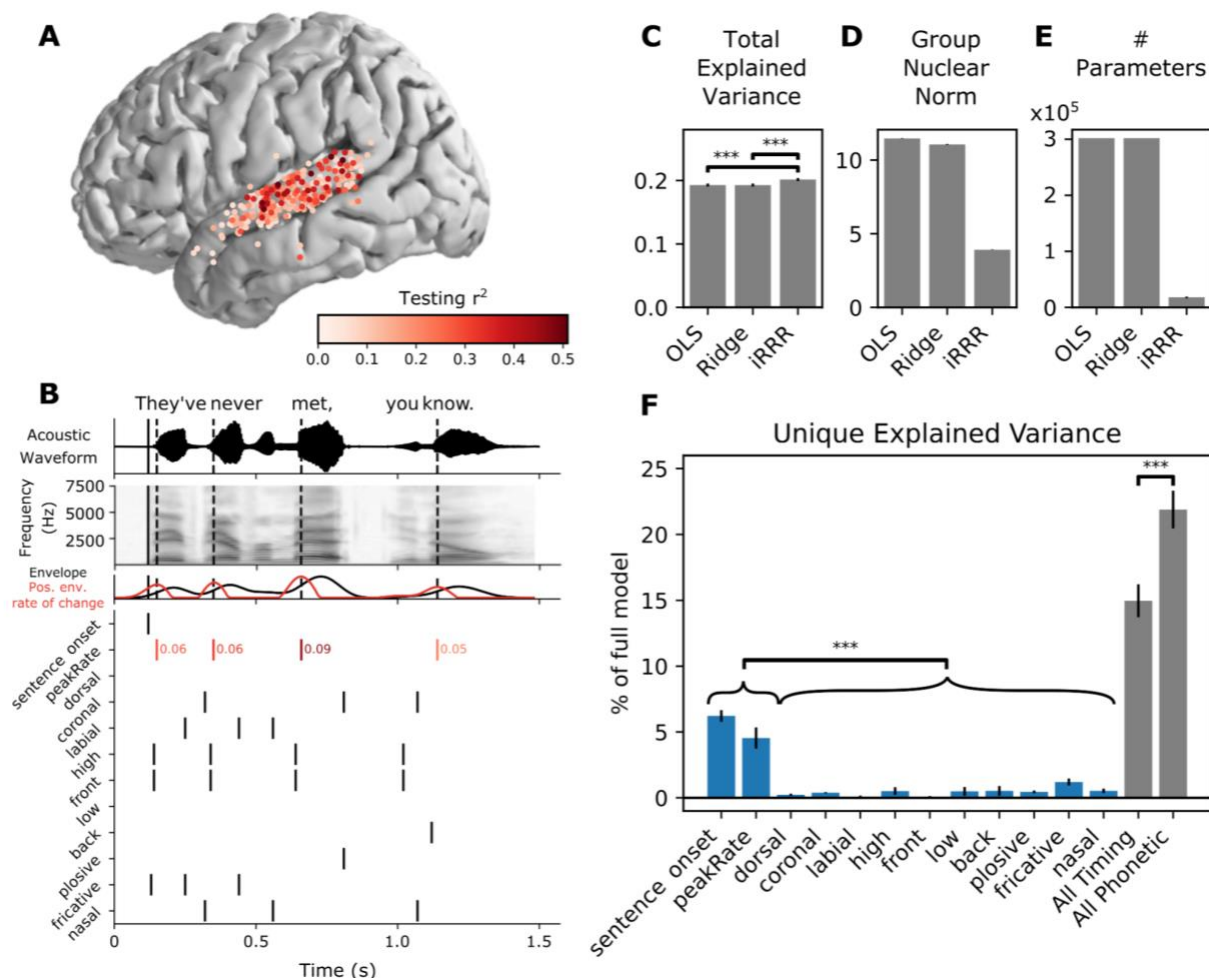 A
Testing r²
0.0 0.1 0.2 0.3 0.4 0.5
B
They've never met, you know.
Acoustic
Waveform
Frequency
(Hz)
7500
5000
2500
Envelope
Pos. env.
rate of change
sentence onset
peakRate
0.06 0.06 0.09 0.05
dorsal
coronal
labial
high
front
low
back
plosive
fricative
nasal
0 0.5 1.0 1.5
Time (s)
C
Total
Explained
Variance
0.2
0.1
0.0
*** ***
OLS Ridge iRRR
D
Group
Nuclear
Norm
10
5
0
OLS Ridge iRRR
E
#
Parameters
x10⁵
3
2
1
0
OLS Ridge iRRR
F
Unique Explained Variance
% of full model
25
20
15
10
5
0
*** ***
sentence onset
peakRate
dorsal
coronal
labial
high
front
low
back
plosive
fricative
nasal
All Timing
All Phonetic